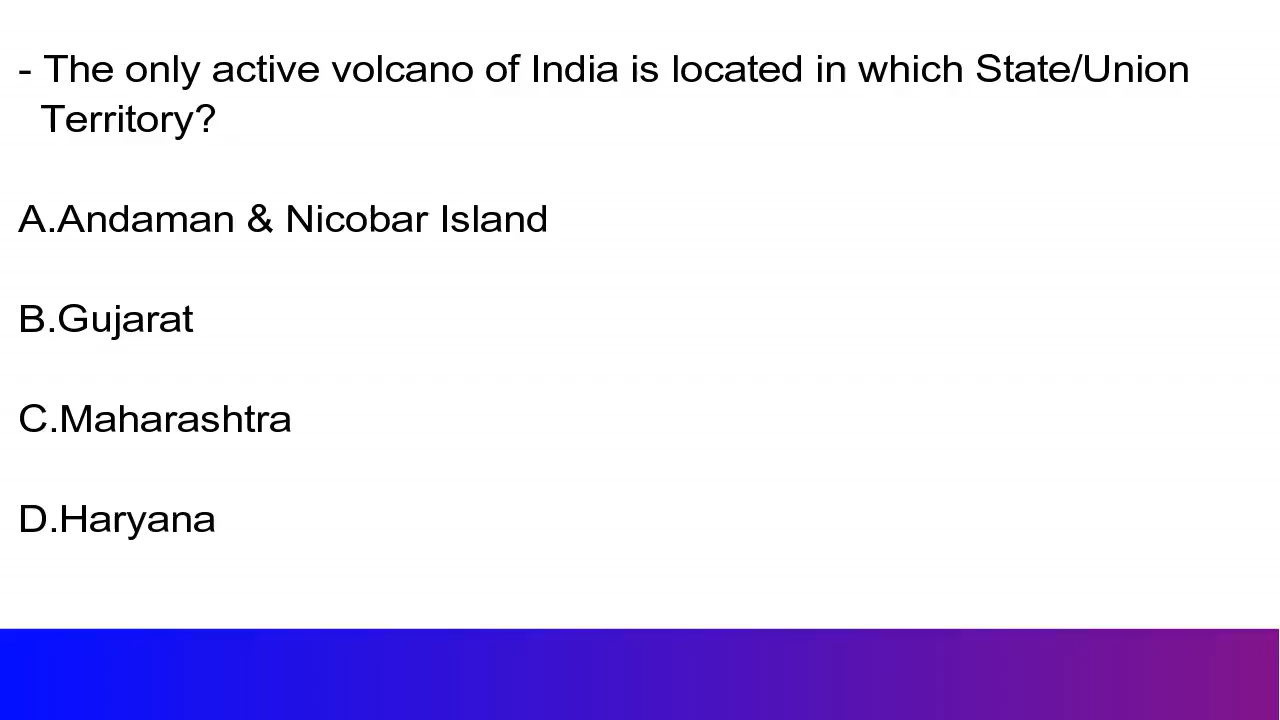 - The only active volcano of India is located in which State/Union
Territory?
A.Andaman & Nicobar Island
B.Gujarat
C.Maharashtra
D.Haryana